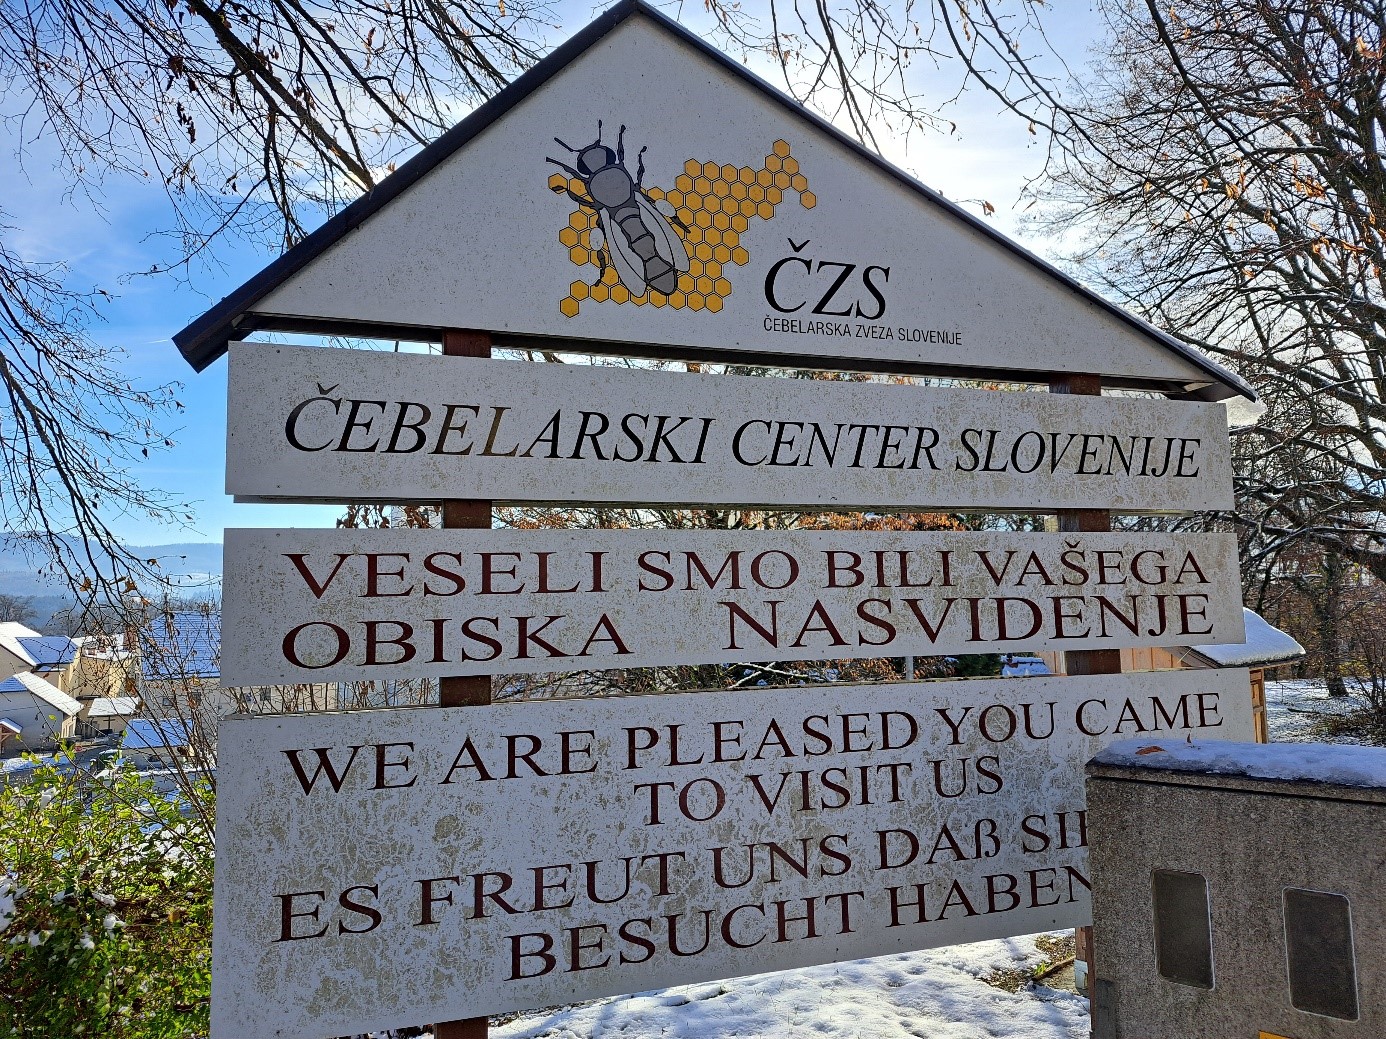 ČZS
ČEBELARSKA ZVEZA SLOVENIJE
ČEBELARSKI CENTER SLOVENIJE
VESELI SMO BILI VAŠEGA
OBISKA NASVIDENJE
WE ARE PLEASED YOU CAME
TO VISIT US
ES FREUT UNS DAß SIE
BESUCHT HABEN